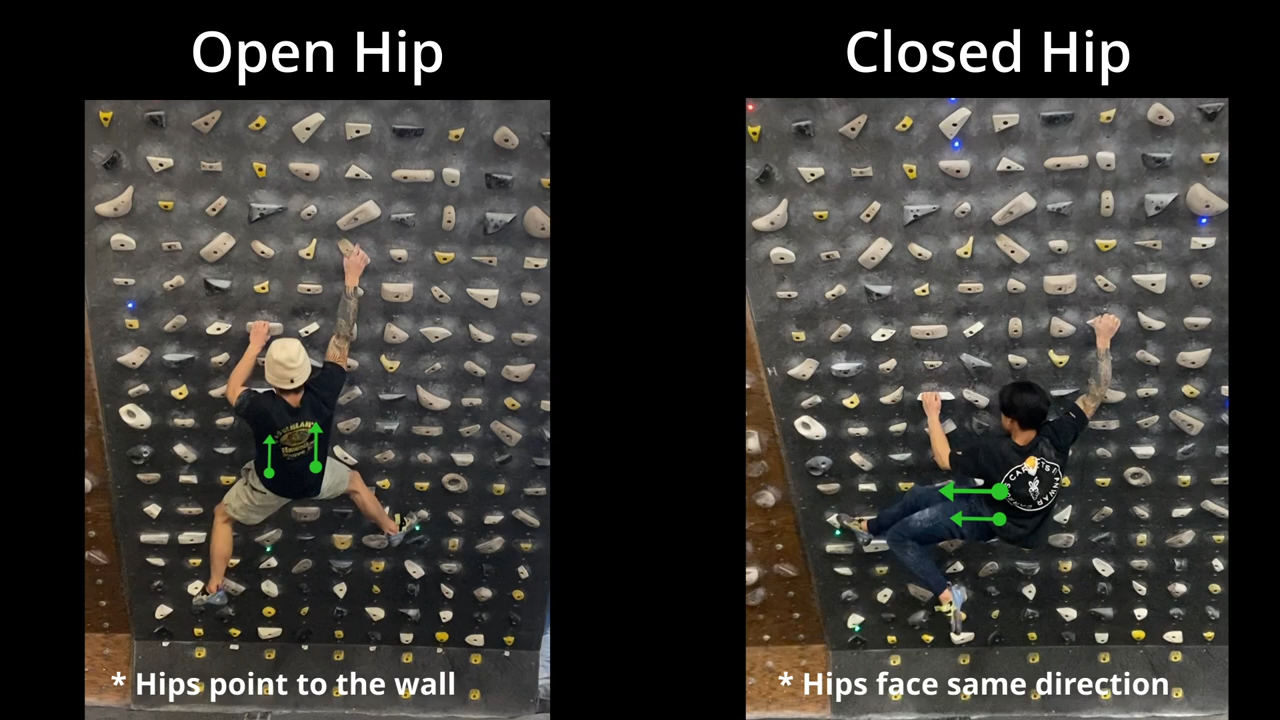 Open Hip
Closed Hip
* Hips point to the wall
* Hips face same direction